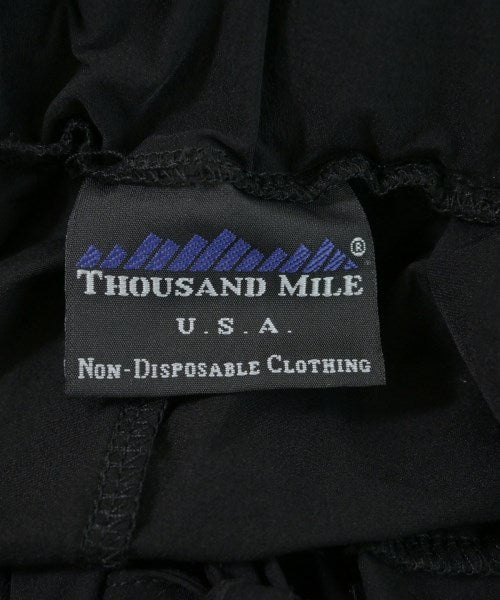 ®
THOUSAND MILE
U.S.A.
NON-DISPOSABLE CLOTHING